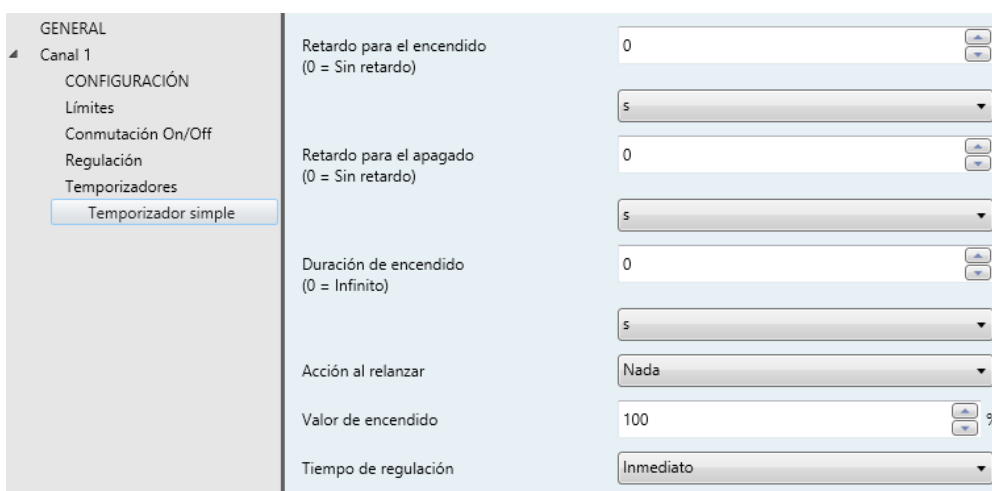 GENERAL
Canal 1
CONFIGURACIÓN
Límites
Conmutación On/Off
Regulación
Temporizadores
Temporizador simple
Retardo para el encendido
(0 = Sin retardo)
0
s
Retardo para el apagado
(0 = Sin retardo)
0
s
Duración de encendido
(0 = Infinito)
0
s
Acción al relanzar
Nada
Valor de encendido
100
%
Tiempo de regulación
Inmediato